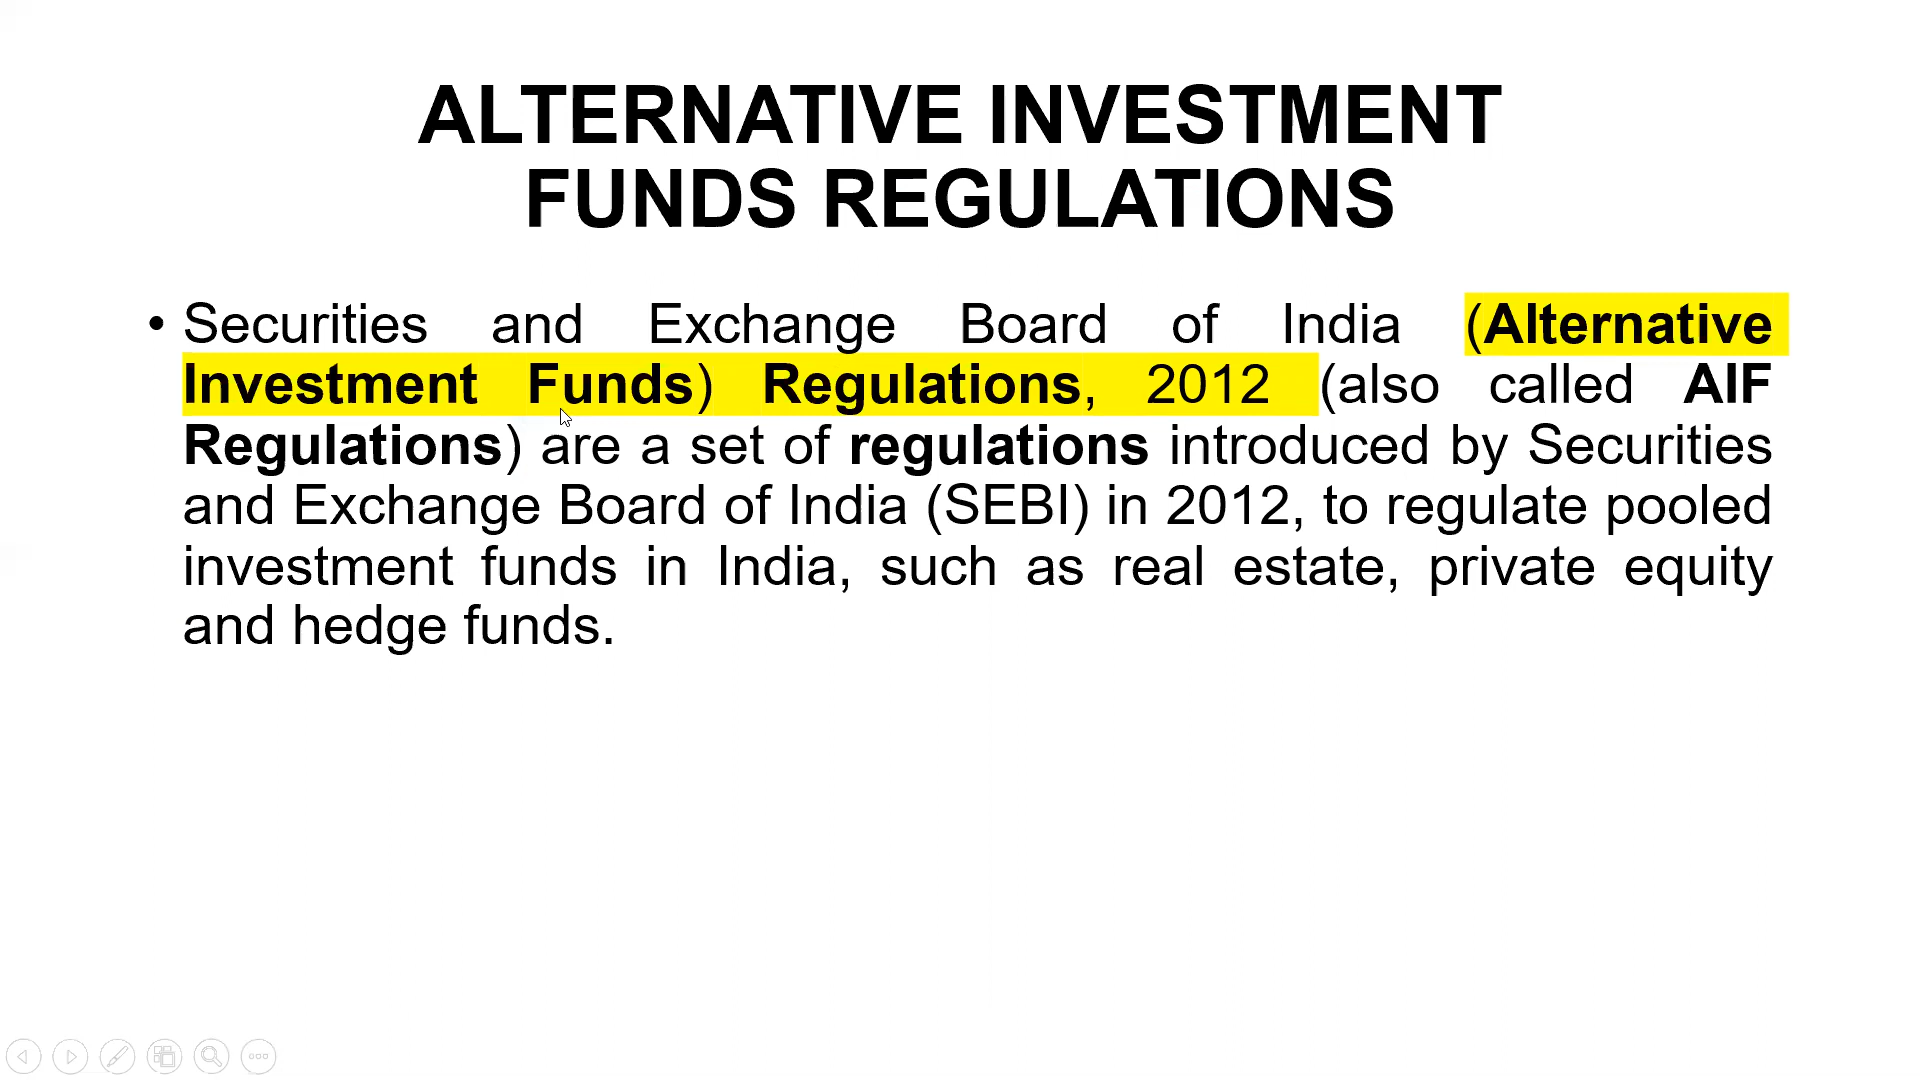 ALTERNATIVE INVESTMENT
FUNDS REGULATIONS
• Securities and Exchange Board of India (Alternative
Investment Funds) Regulations, 2012 (also called AIF
Regulations) are a set of regulations introduced by Securities
and Exchange Board of India (SEBI) in 2012, to regulate pooled
investment funds in India, such as real estate, private equity
and hedge funds.